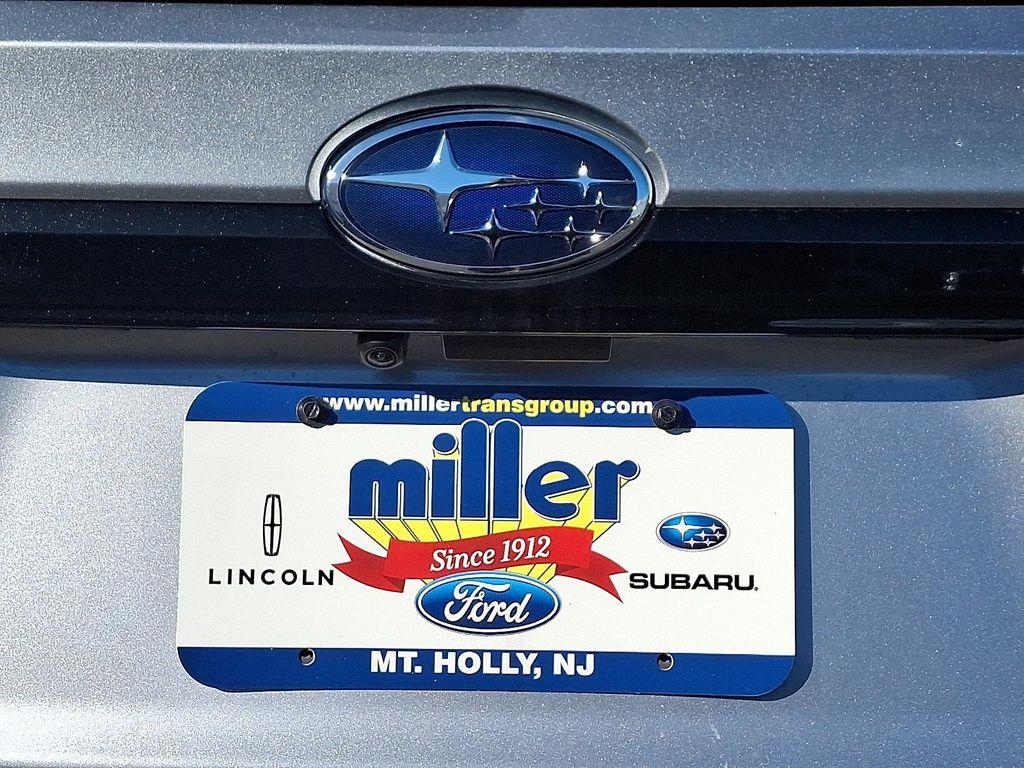 www.millertransgroup.com
miller
Since 1912
LINCOLN
SUBARU®
Ford
MT. HOLLY, NJ